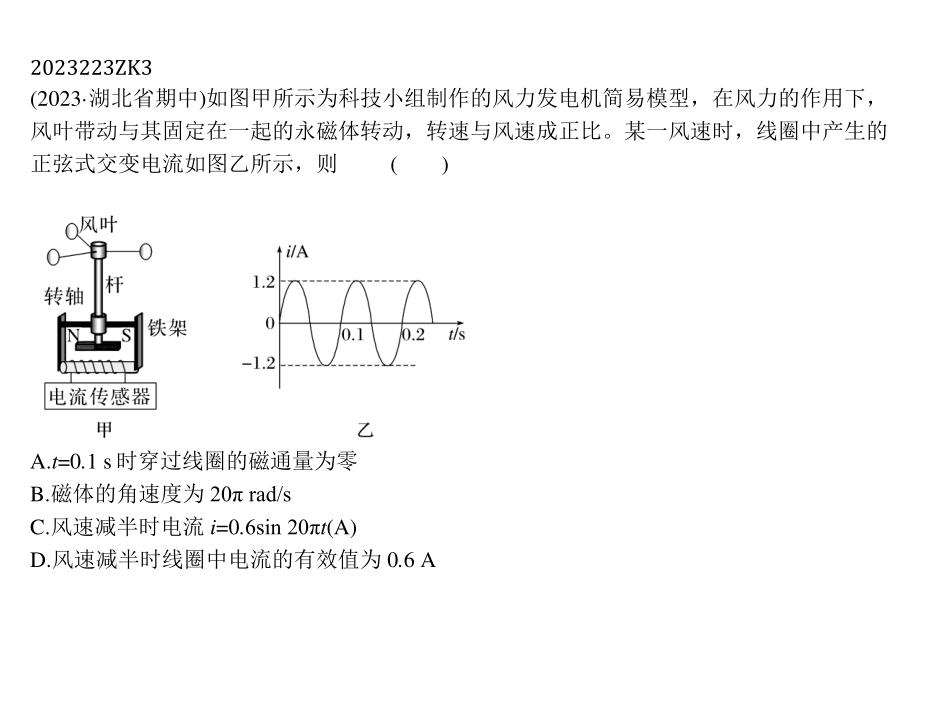 2023223ZK3
(2023·湖北省期中)如图甲所示为科技小组制作的风力发电机简易模型，在风力的作用下，
风叶带动与其固定在一起的永磁体转动，转速与风速成正比。某一风速时，线圈中产生的
正弦式交变电流如图乙所示，则 ( )
风叶
杆
转轴
铁架
N S
电流传感器
甲
i/A
1.2
0
0.1 0.2 t/s
−1.2
乙
A.t=0.1 s时穿过线圈的磁通量为零
B.磁体的角速度为 20π rad/s
C.风速减半时电流 i=0.6sin 20πt(A)
D.风速减半时线圈中电流的有效值为 0.6 A